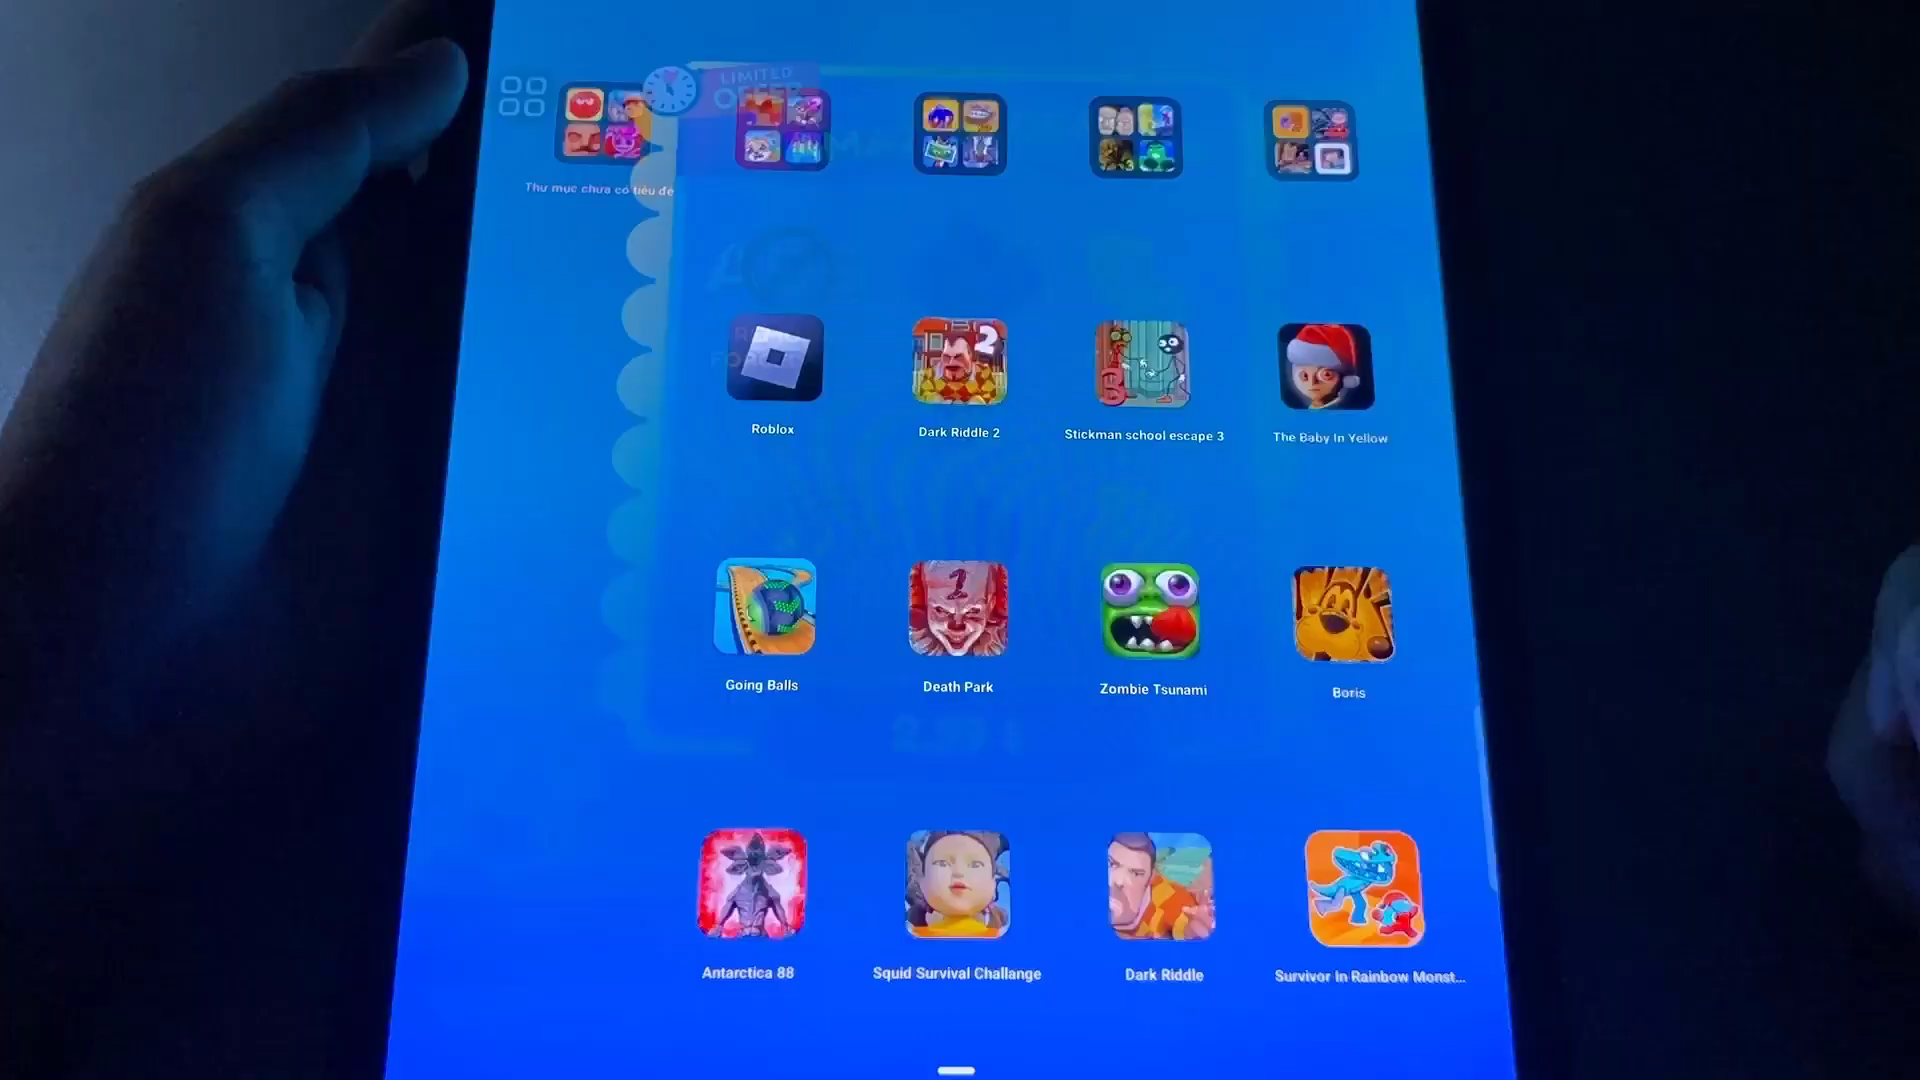 LIMITED
OFFER
Thư mục chưa có tiêu đề
Roblox
Dark Riddle 2
Stickman school escape 3
The Baby In Yellow
Going Balls
Death Park
Zombie Tsunami
Boris
Antarctica 88
Squid Survival Challange
Dark Riddle
Survivor In Rainbow Monst...